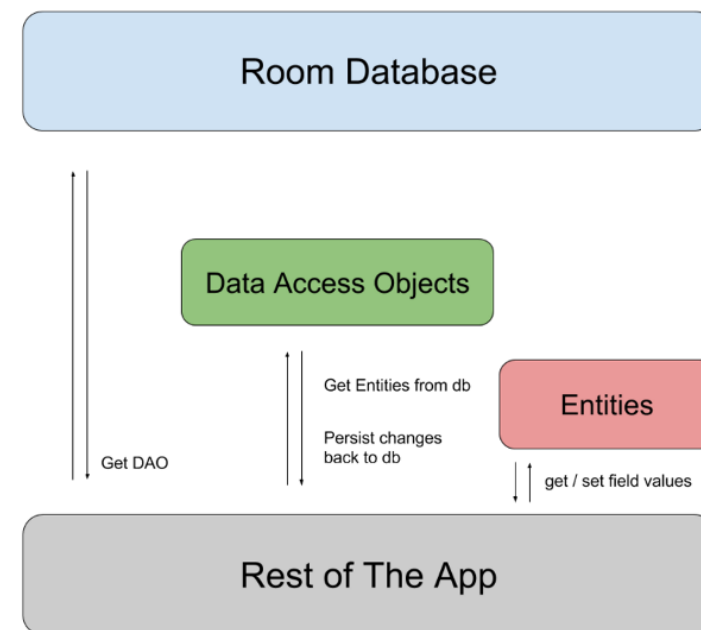 Room Database
Data Access Objects
Get Entities from db
Persist changes
back to db
Entities
Get DAO
get / set field values
Rest of The App